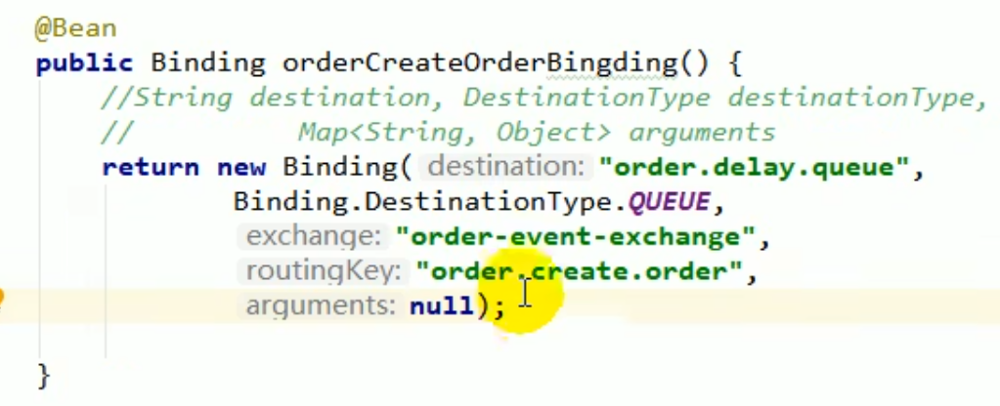 @Bean
public Binding orderCreateOrderBingding() {
//String destination, DestinationType destinationType,
// Map<String, Object> arguments
return new Binding( destination: "order.delay.queue",
Binding.DestinationType.QUEUE,
exchange: "order-event-exchange",
routingKey: "order.create.order",
arguments: null);
}